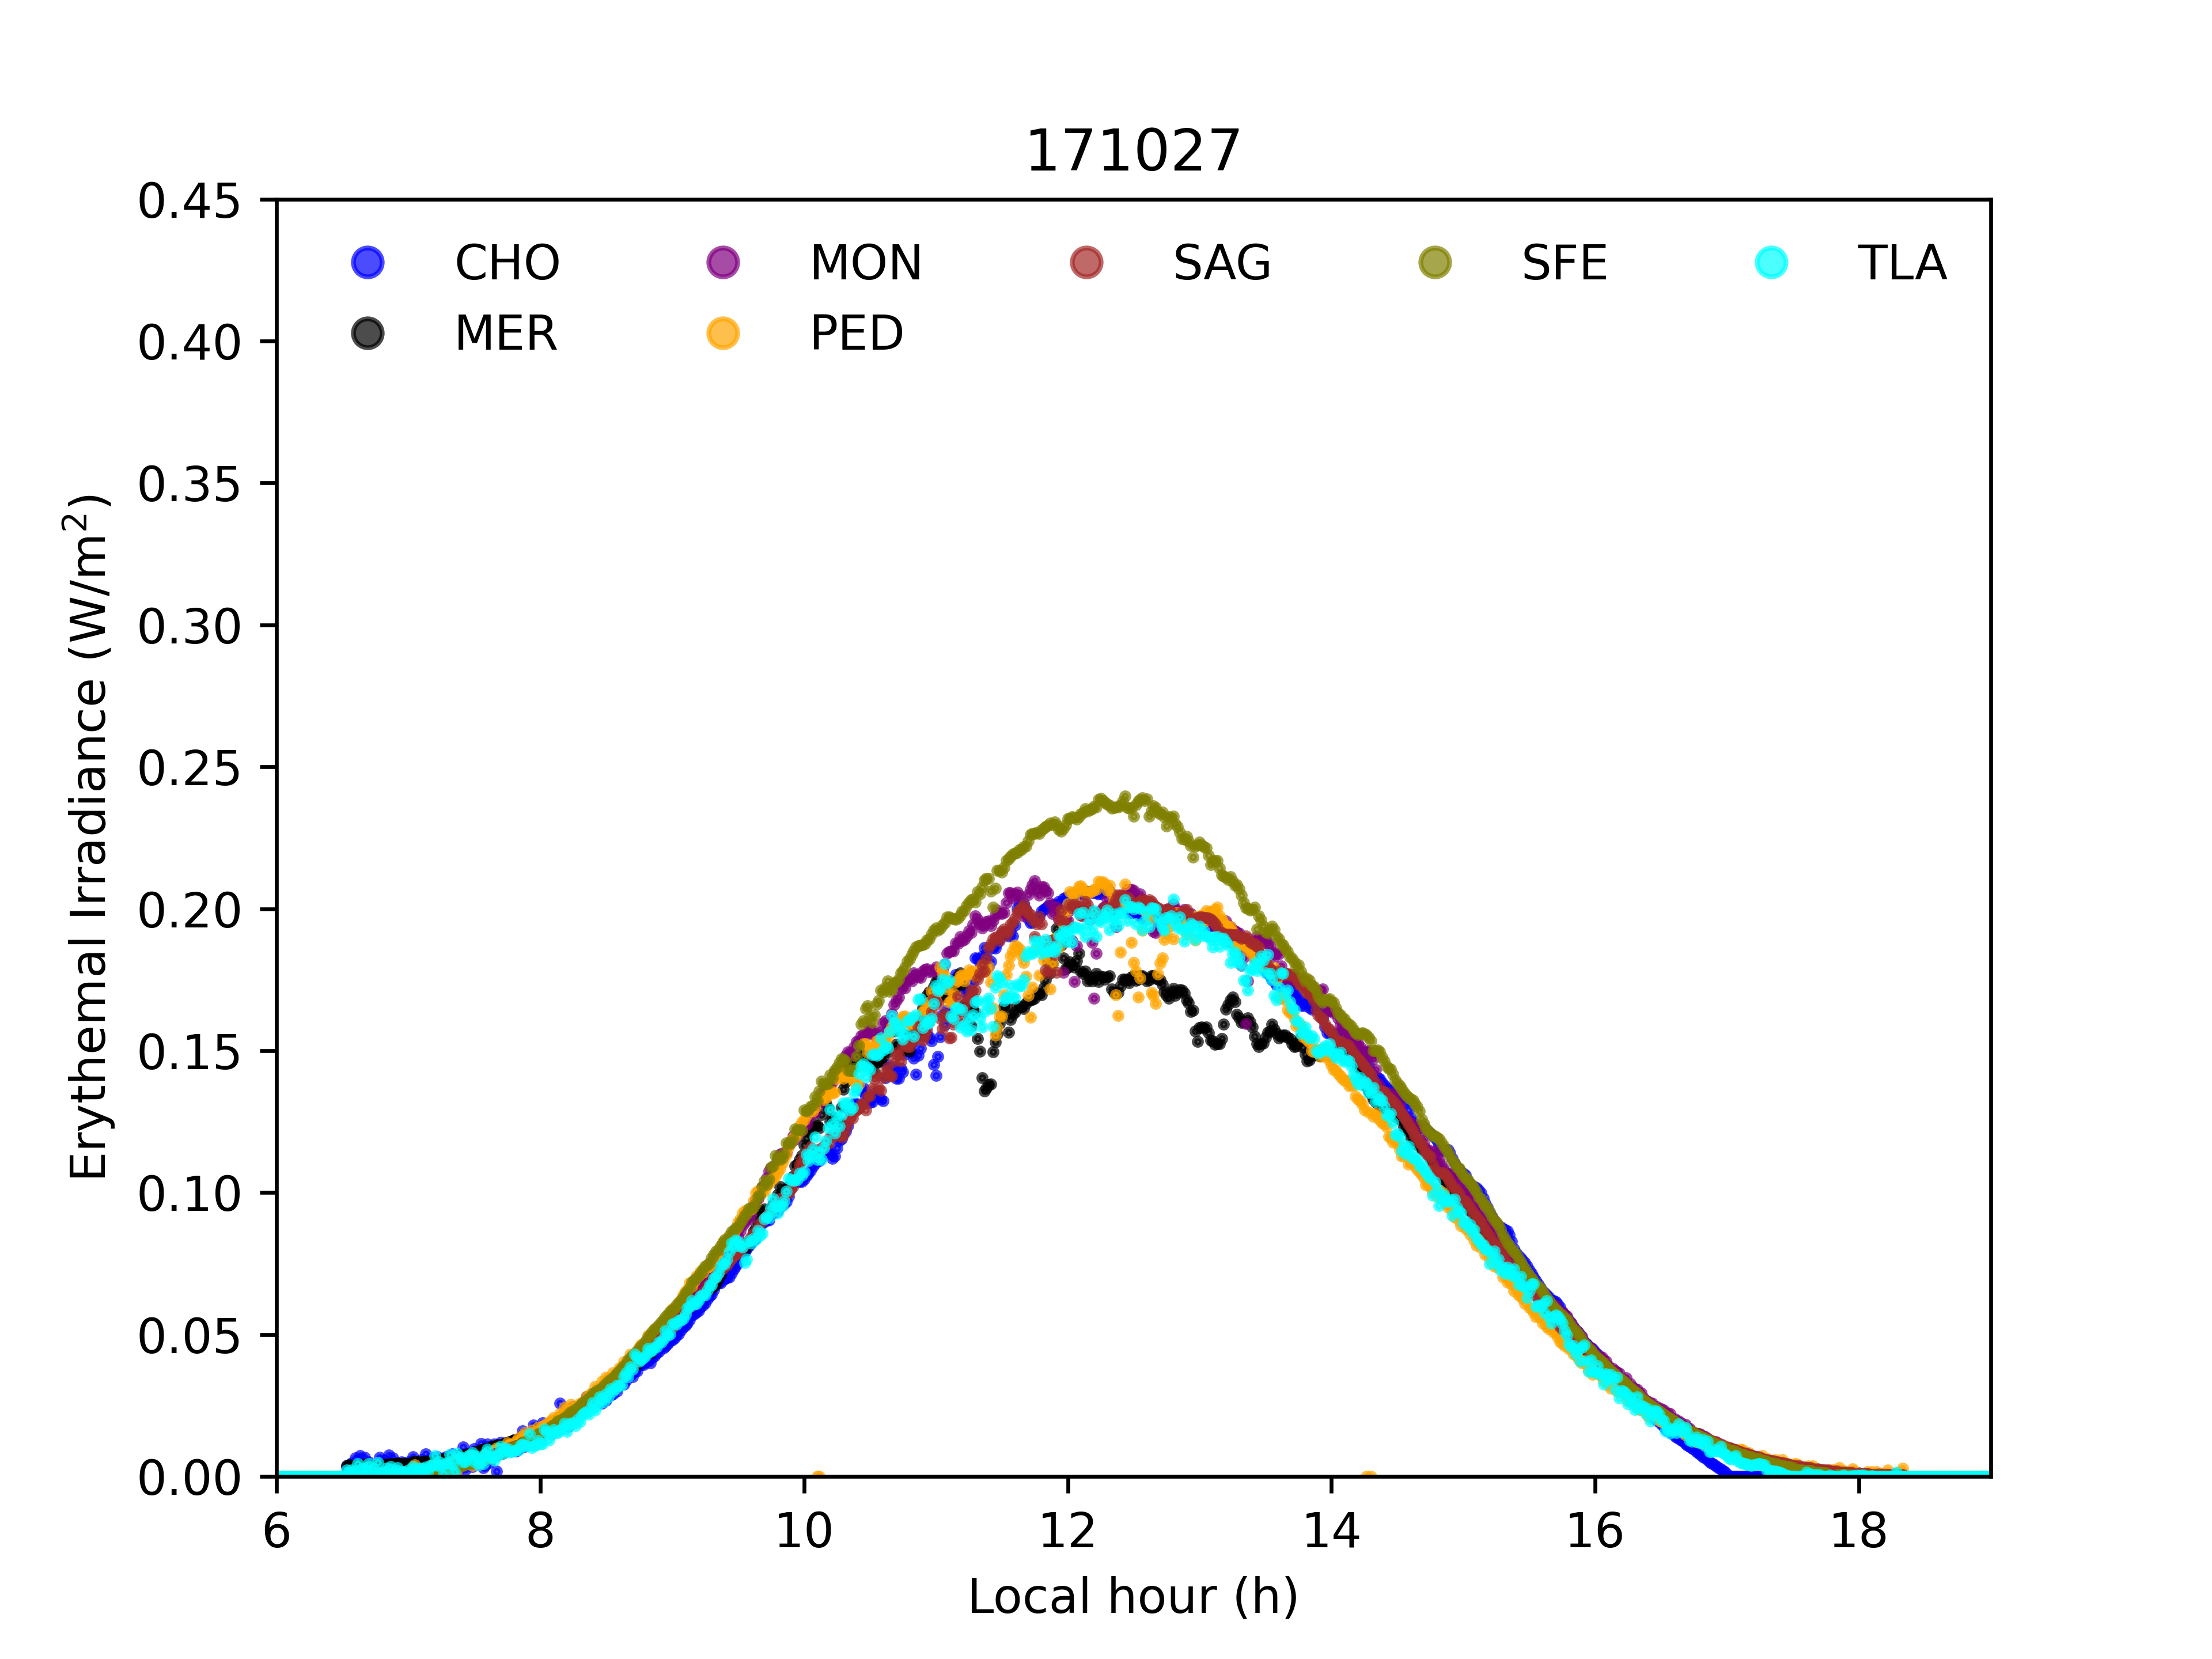 171027
CHO MON SAG SFE TLA
MER PED
0.45
0.40
0.35
0.30
0.25
0.20
0.15
0.10
0.05
0.00
Erythemal Irradiance (W/m²)
6 8 10 12 14 16 18
Local hour (h)